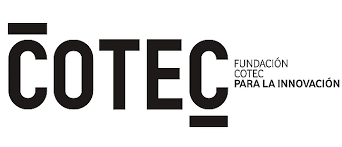 COTEC
FUNDACIÓN
COTEC
PARA LA INNOVACIÓN